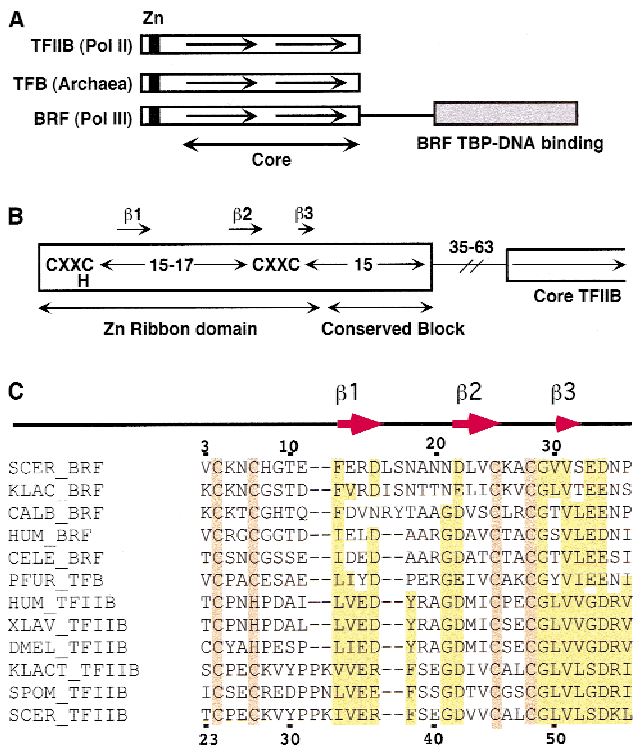 A
Zn
TFIIB (Pol II)
TFB (Archaea)
BRF (Pol III)
Core
BRF TBP-DNA binding
B
β1 β2 β3
35-63
CXXC 15-17 CXXC 15
H
Core TFIIB
Zn Ribbon domain Conserved Block
C
β1 β2 β3
3 10 20 30
SCER_BRF VCKNCHGTE--FERDLSNANNDLVCKACGVVSEDNP
KLAC_BRF KCKNCGSTD--FVRDISNTTNELICKVCGLVTEENS
CALB_BRF KCKTCGHTQ--FDVNRYTAAGDVSCLRCGTVLEENP
HUM_BRF VCRGCGGTD--IELD--AARGDAVCTACGSVLEDNI
CELE_BRF TCSNCGSSE--IDED--AARGDATCTACGTVLEESI
PFUR_TFB VCPACESAE--LIYD--PERGEIVCAKCGYVIEENI
HUM_TFIIB TCPNHPDAI--LVED--YRAGDMICPECGLVVGDRV
XLAV_TFIIB TCPNHPDAL--LVED--YRAGDMICSECGLVVGDRV
DMEL_TFIIB CCYAHPESP--LIED--YRAGDMICSECGLVVGDRV
KLACT_TFIIB SCPECKVYPPKVVER--FSEGDIVCALCGLVLSDRI
SPOM_TFIIB ICSECREDPPNLVEE--FSSGDTVCGSCGLVLGDRI
SCER_TFIIB TCPECKVYPPKIVER--FSEGDVVCALCGLVLSDKL
23 30 40 50